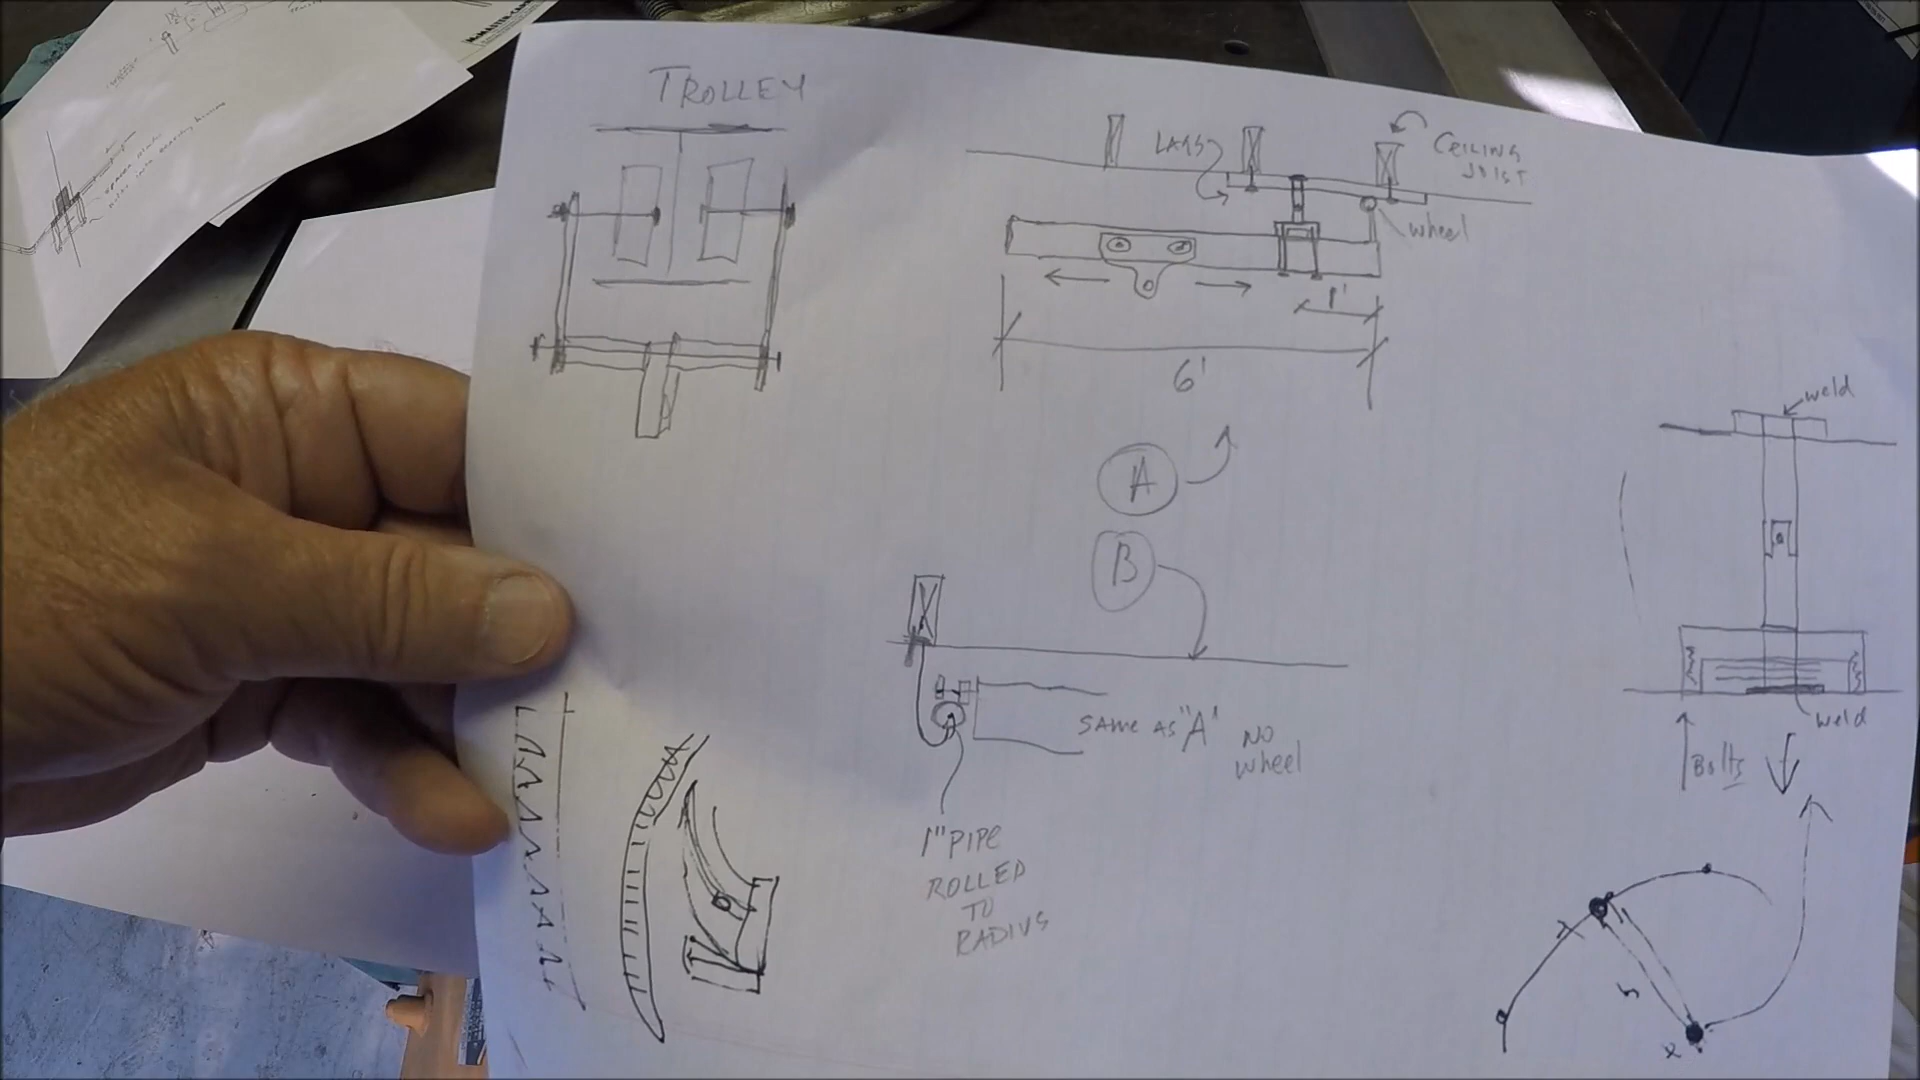 TROLLEY
LAGS
CEILING
JOIST
wheel
1'
6'
A
B
weld
SAME AS "A"
NO
wheel
weld
Bolts
1" PIPE
ROLLED
TO
RADIUS
5
x